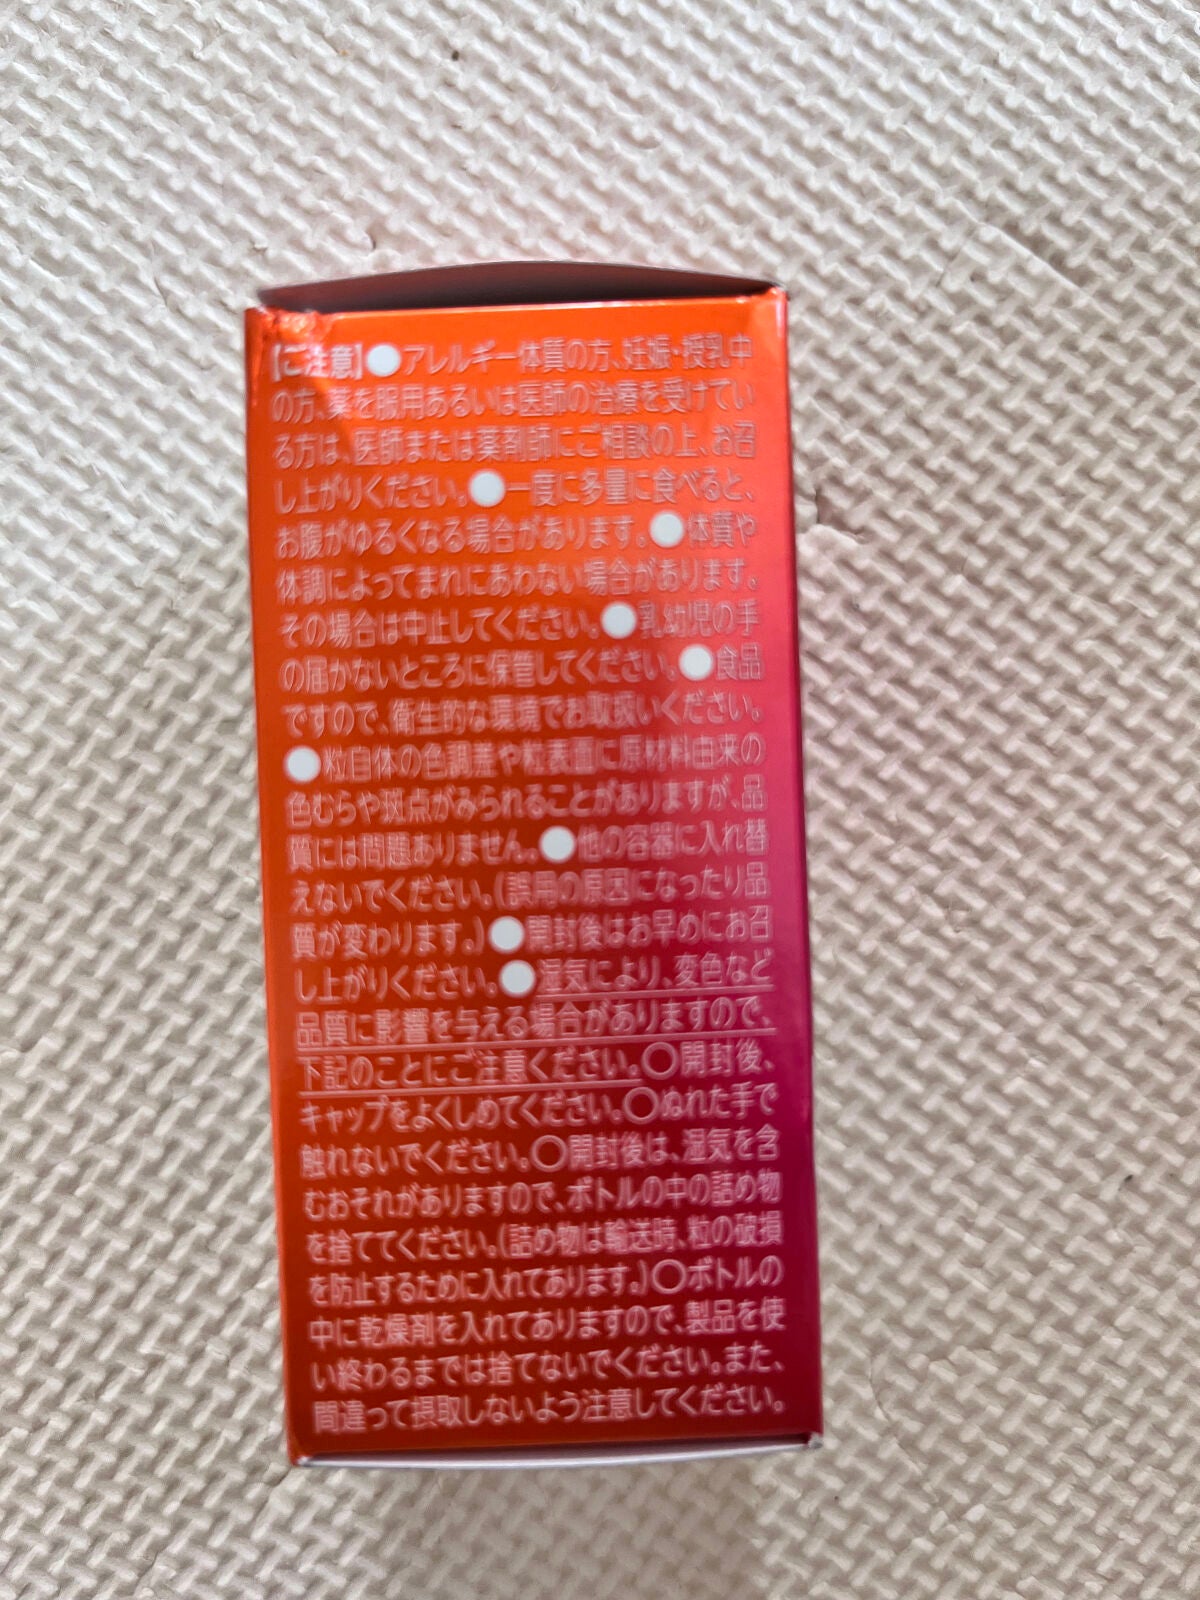 【ご注意】●アレルギー体質の方、妊娠・授乳中
の方、薬を服用あるいは医師の治療を受けてい
る方は、医師または薬剤師にご相談の上、お召
し上がりください。●一度に多量に食べると、
お腹がゆるくなる場合があります。●体質や
体調によってまれにあわない場合があります。
その場合は中止してください。●乳幼児の手
の届かないところに保管してください。●食品
ですので、衛生的な環境でお取扱いください。
●粒自体の色調差や粒表面に原材料由来の
色むらや斑点がみられることがありますが、品
質には問題ありません。●他の容器に入れ替
えないでください。(誤用の原因になったり品
質が変わります。)●開封後はお早めにお召
し上がりください。●湿気により、変色など
品質に影響を与える場合がありますので、
下記のことにご注意ください。○開封後、
キャップをよくしめてください。○ぬれた手で
触れないでください。○開封後は、湿気を含
むおそれがありますので、ボトルの中の詰め物
を捨ててください。(詰め物は輸送時、粒の破損
を防止するために入れてあります。)○ボトルの
中に乾燥剤を入れてありますので、製品を使
い終わるまでは捨てないでください。また、
間違って摂取しないよう注意してください。